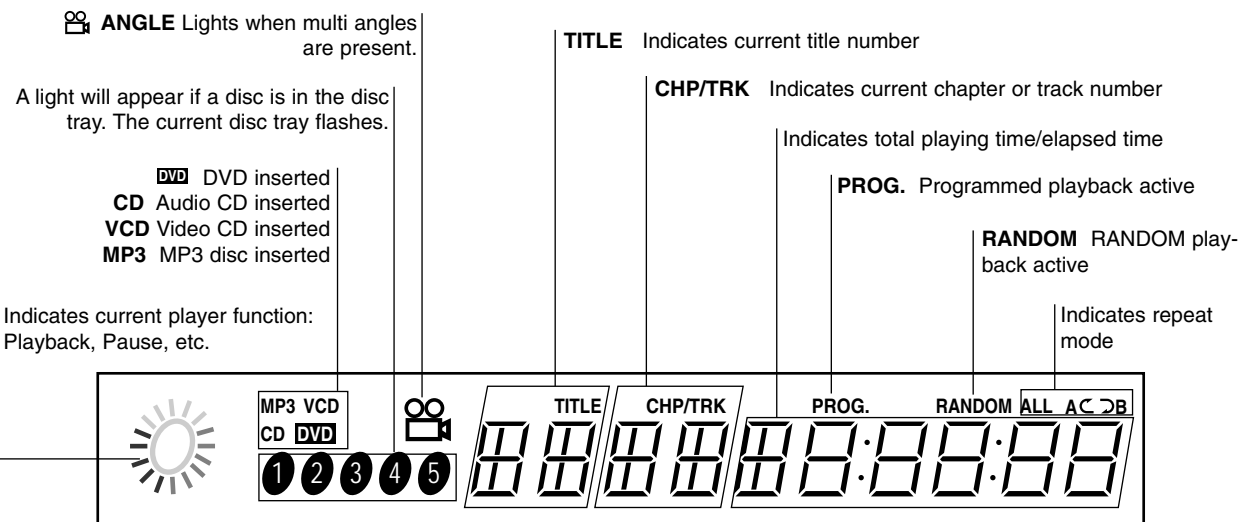 ANGLE Lights when multi angles
are present.
A light will appear if a disc is in the disc
tray. The current disc tray flashes.
DVD DVD inserted
CD Audio CD inserted
VCD Video CD inserted
MP3 MP3 disc inserted
Indicates current player function:
Playback, Pause, etc.
TITLE Indicates current title number
CHP/TRK Indicates current chapter or track number
Indicates total playing time/elapsed time
PROG. Programmed playback active
RANDOM RANDOM play-
back active
Indicates repeat
mode
MP3 VCD
CD DVD
1 2 3 4 5
TITLE CHP/TRK PROG. RANDOM ALL A B